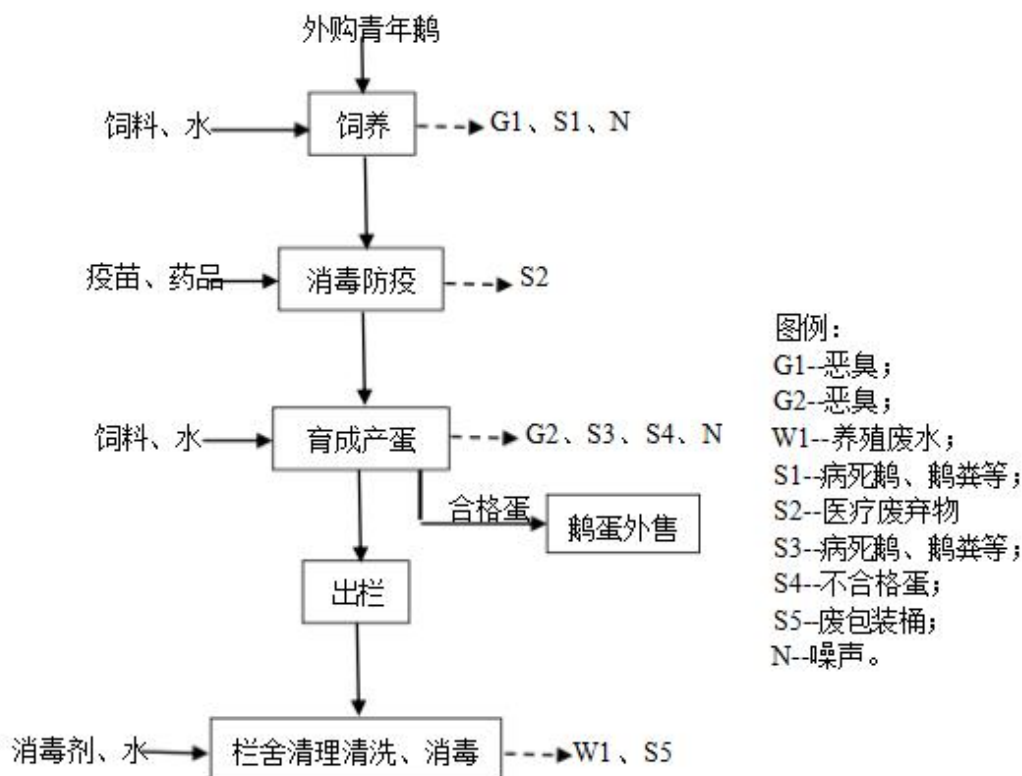 外购青年鹅
饲料、水
饲养
G1、S1、N
疫苗、药品
消毒防疫
S2
饲料、水
育成产蛋
G2、S3、S4、N
合格蛋
鹅蛋外售
出栏
消毒剂、水
栏舍清理清洗、消毒
W1、S5
图例：
G1--恶臭；
G2--恶臭；
W1--养殖废水；
S1--病死鹅、鹅粪等；
S2--医疗废弃物
S3--病死鹅、鹅粪等；
S4--不合格蛋；
S5--废包装桶；
N--噪声。